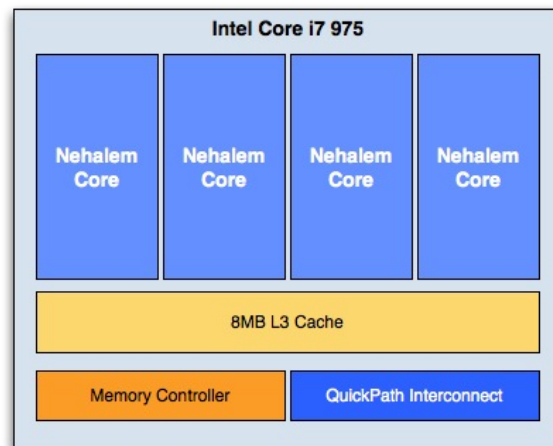 Intel Core i7 975
Nehalem
Core
Nehalem
Core
Nehalem
Core
Nehalem
Core
8MB L3 Cache
Memory Controller
QuickPath Interconnect